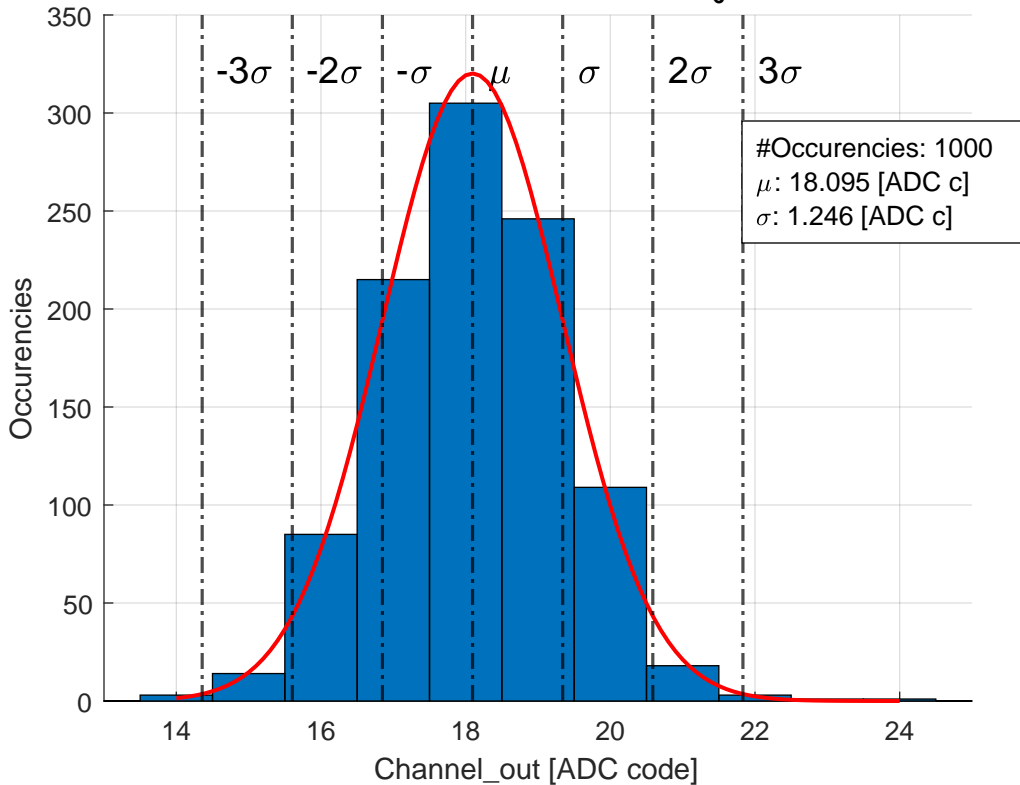 350
300
250
200
150
100
50
0
Occurencies
-3σ -2σ -σ μ σ 2σ 3σ
#Occurencies: 1000
μ: 18.095 [ADC c]
σ: 1.246 [ADC c]
14 16 18 20 22 24
Channel_out [ADC code]